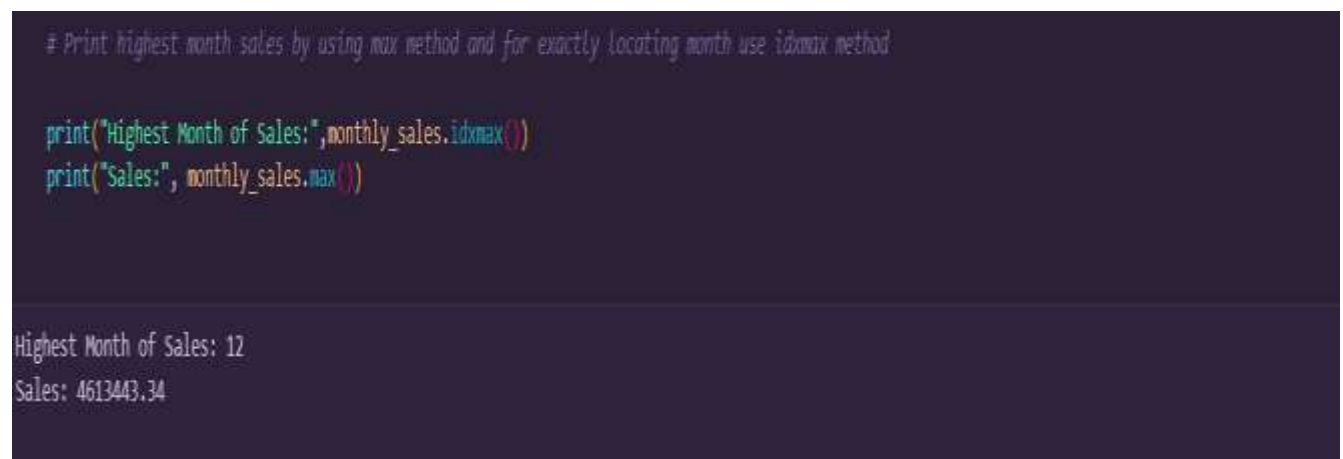 # Print highest month sales by using max method and for exactly locating month use idxmax method
print("Highest Month of Sales:",monthly_sales.idxmax())
print("Sales:", monthly_sales.max())
Highest Month of Sales: 12
Sales: 4613443.34